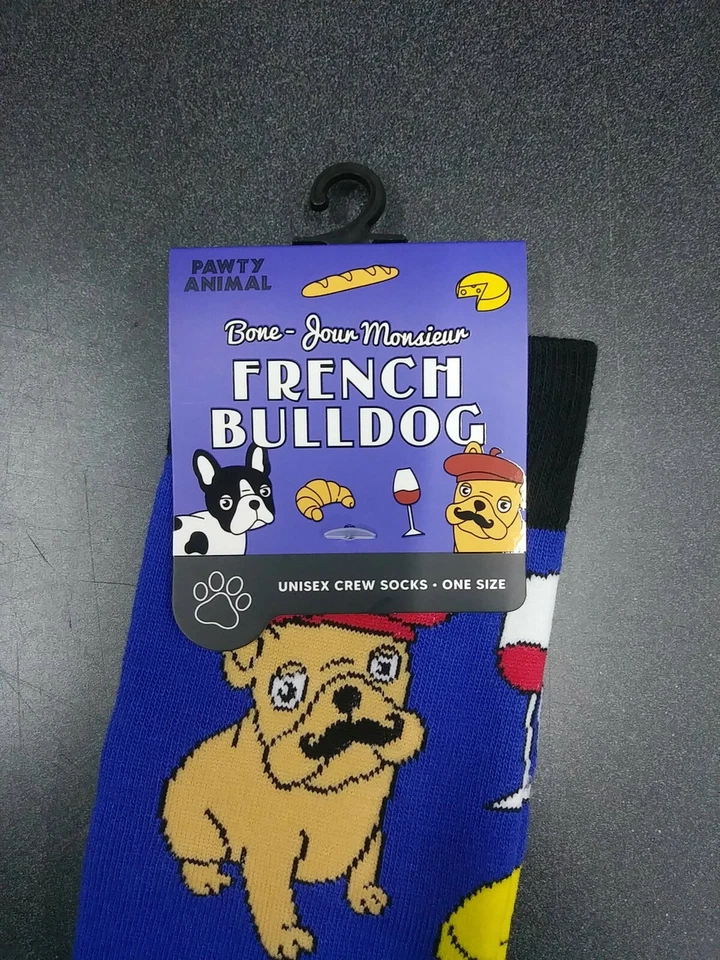 PAWTY
ANIMAL
Bone - Jour Monsieur
FRENCH
BULLDOG
UNISEX CREW SOCKS • ONE SIZE